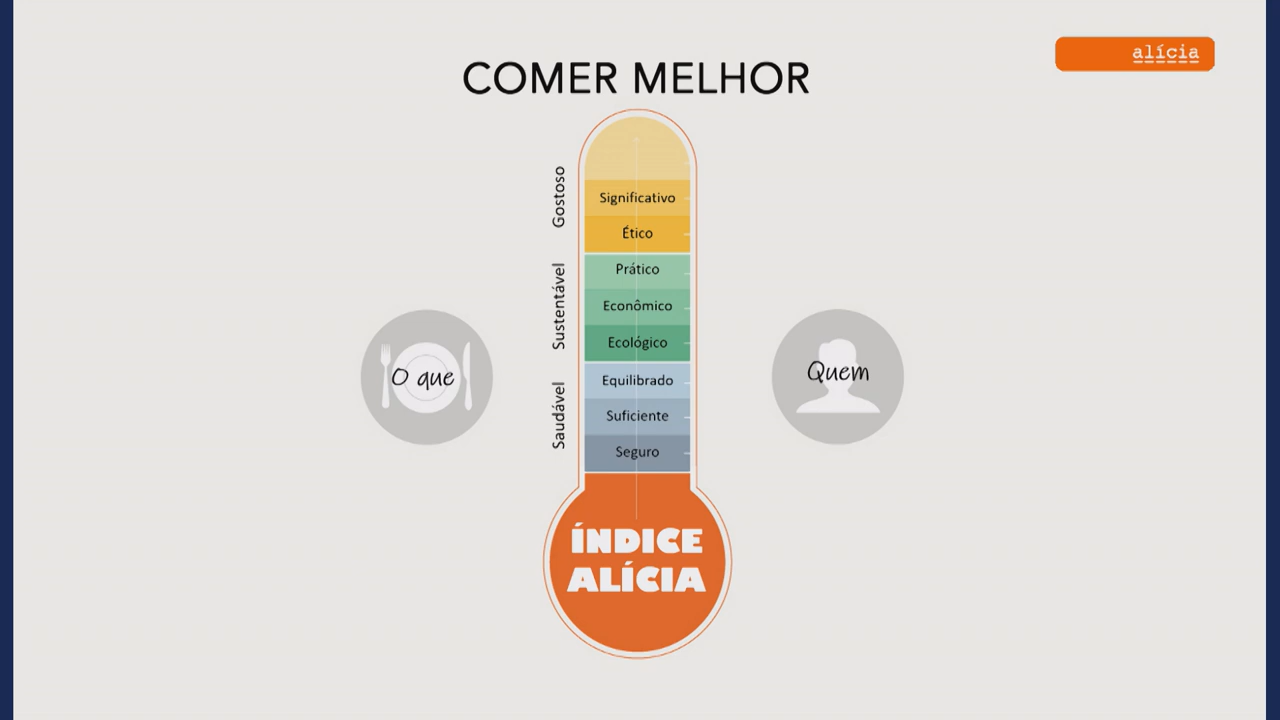 alícia
COMER MELHOR
Gostoso
Significativo
Ético
Sustentável
Prático
Econômico
Ecológico
Saudável
Equilibrado
Suficiente
Seguro
O que
Quem
ÍNDICE
ALÍCIA